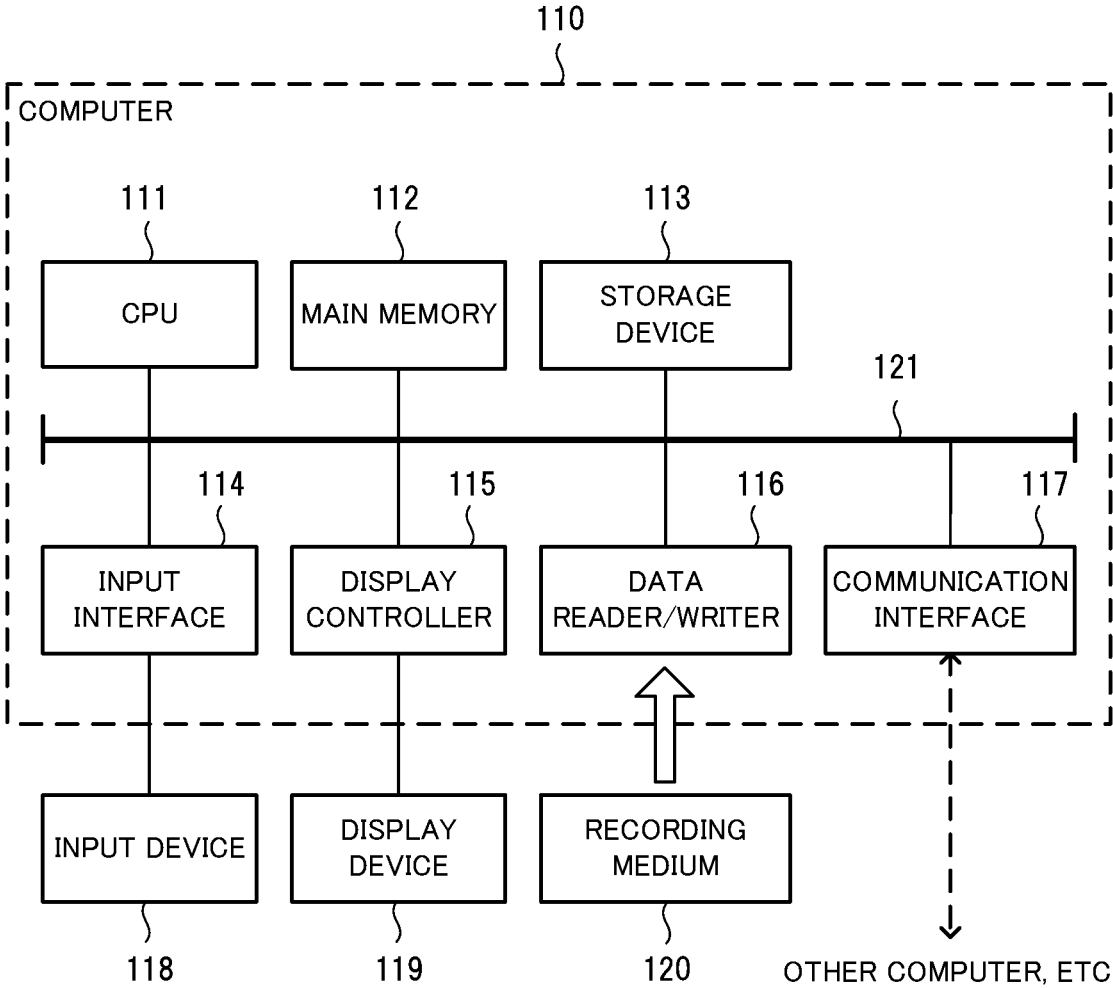 110
COMPUTER
111
112
113
CPU
MAIN MEMORY
STORAGE
DEVICE
121
114
115
116
117
INPUT
INTERFACE
DISPLAY
CONTROLLER
DATA
READER/WRITER
COMMUNICATION
INTERFACE
INPUT DEVICE
DISPLAY
DEVICE
RECORDING
MEDIUM
118
119
120
OTHER COMPUTER, ETC